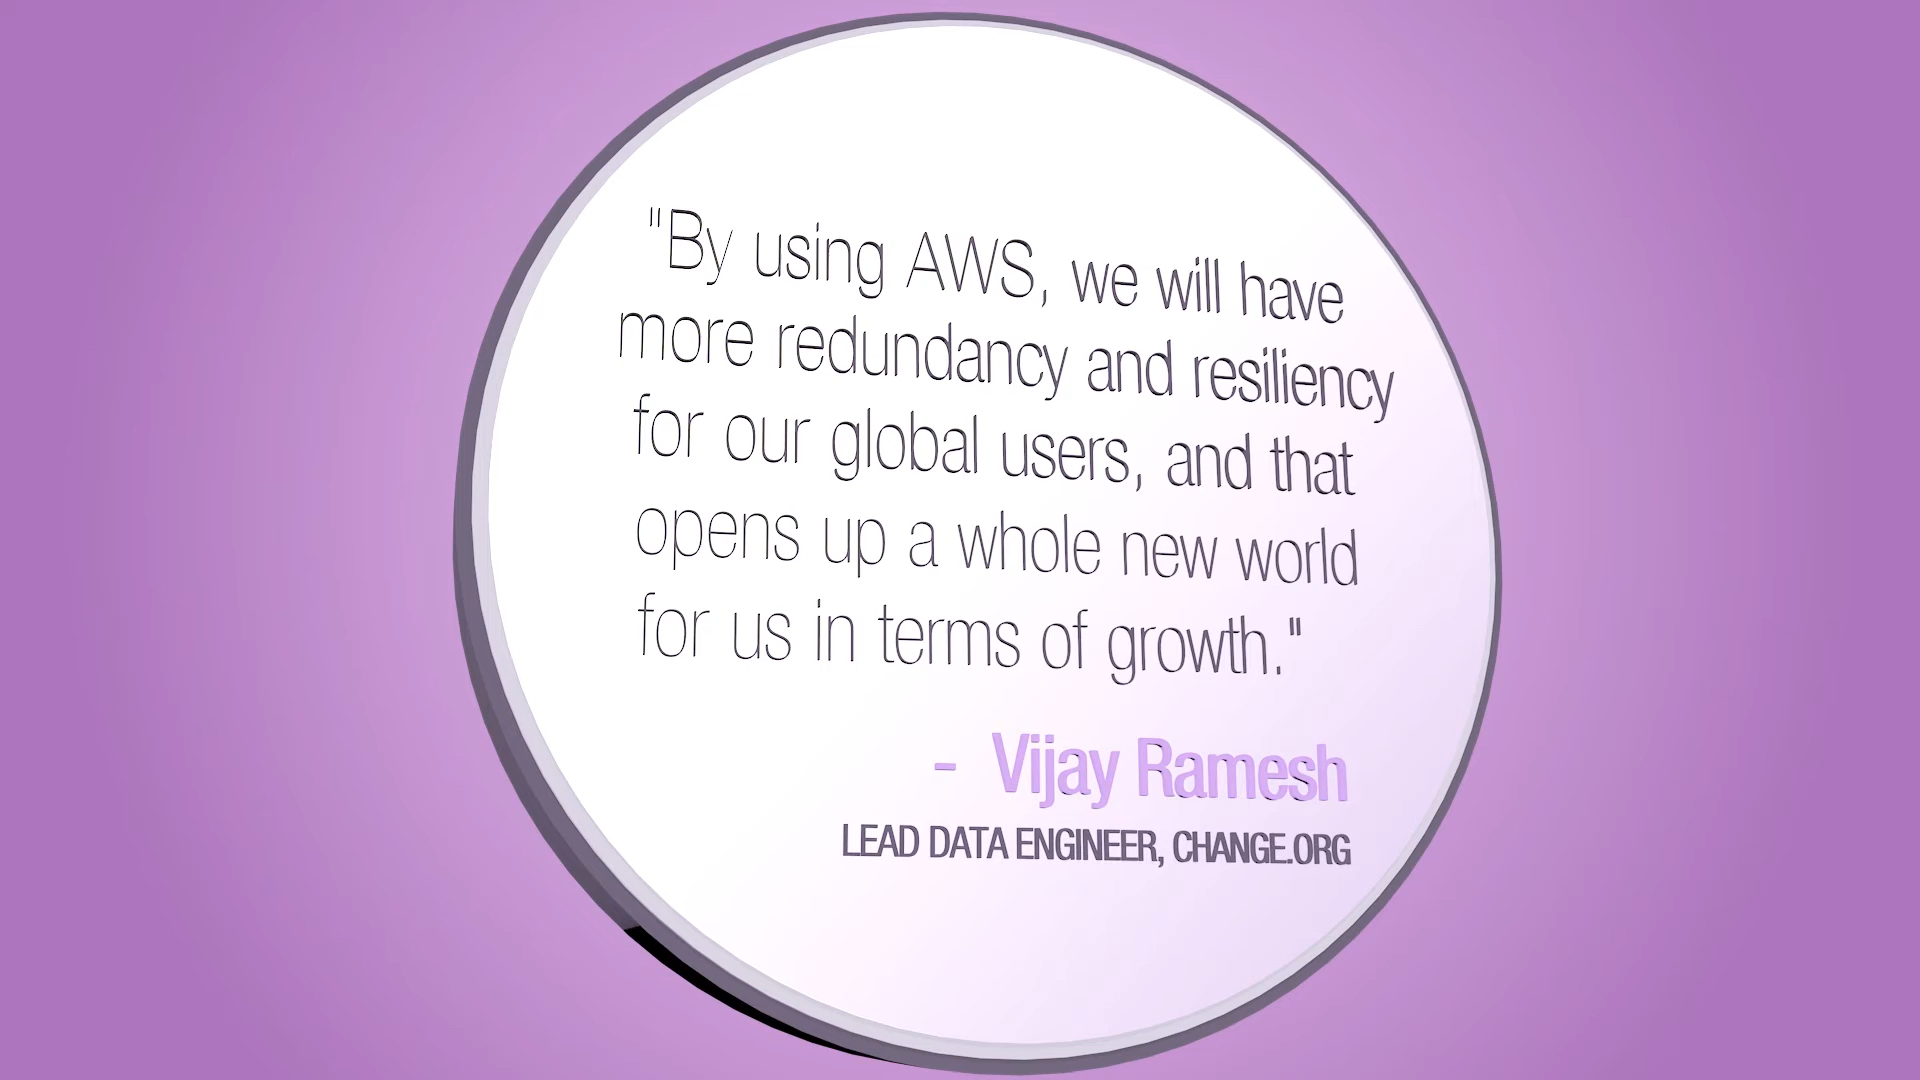 "By using AWS, we will have
more redundancy and resiliency
for our global users, and that
opens up a whole new world
for us in terms of growth."
- Vijay Ramesh
LEAD DATA ENGINEER, CHANGE.ORG